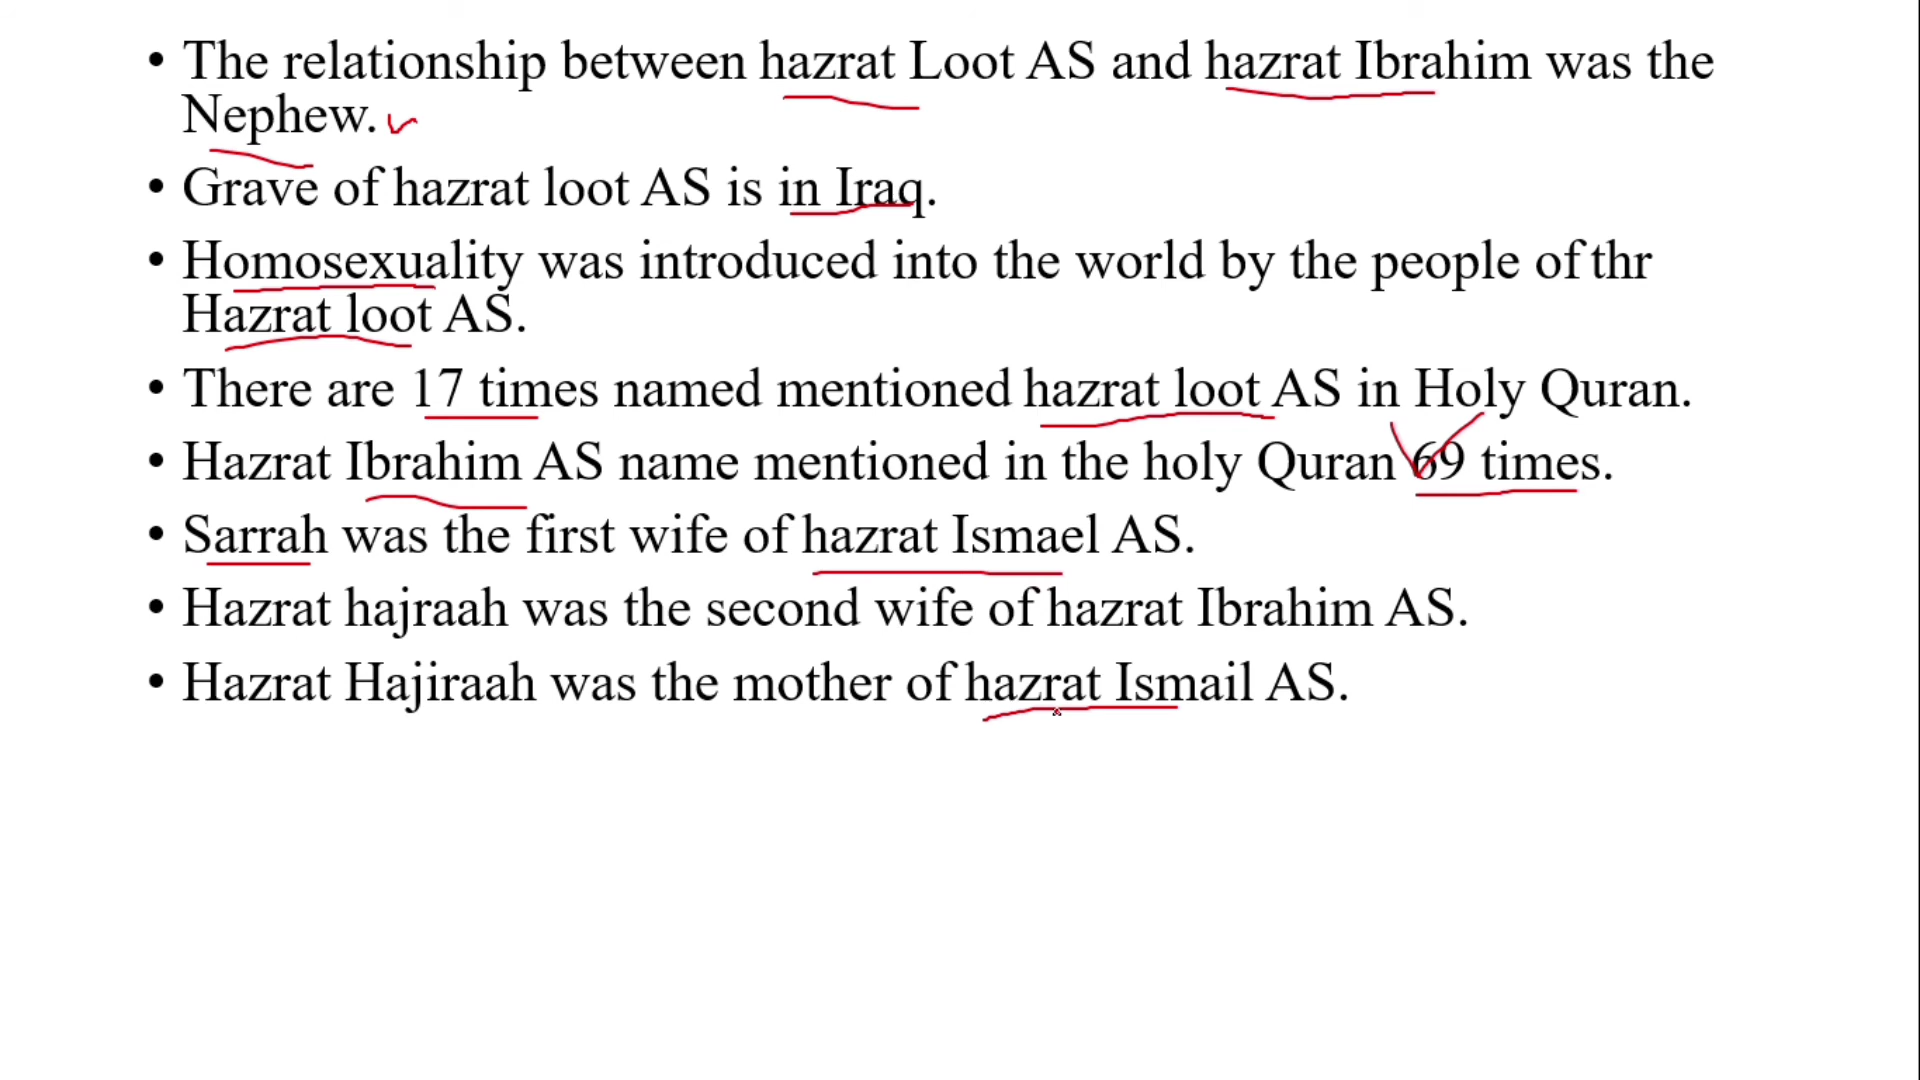 • The relationship between hazrat Loot AS and hazrat Ibrahim was the
Nephew.
• Grave of hazrat loot AS is in Iraq.
• Homosexuality was introduced into the world by the people of thr
Hazrat loot AS.
• There are 17 times named mentioned hazrat loot AS in Holy Quran.
• Hazrat Ibrahim AS name mentioned in the holy Quran 69 times.
• Sarrah was the first wife of hazrat Ismael AS.
• Hazrat hajraah was the second wife of hazrat Ibrahim AS.
• Hazrat Hajiraah was the mother of hazrat Ismail AS.